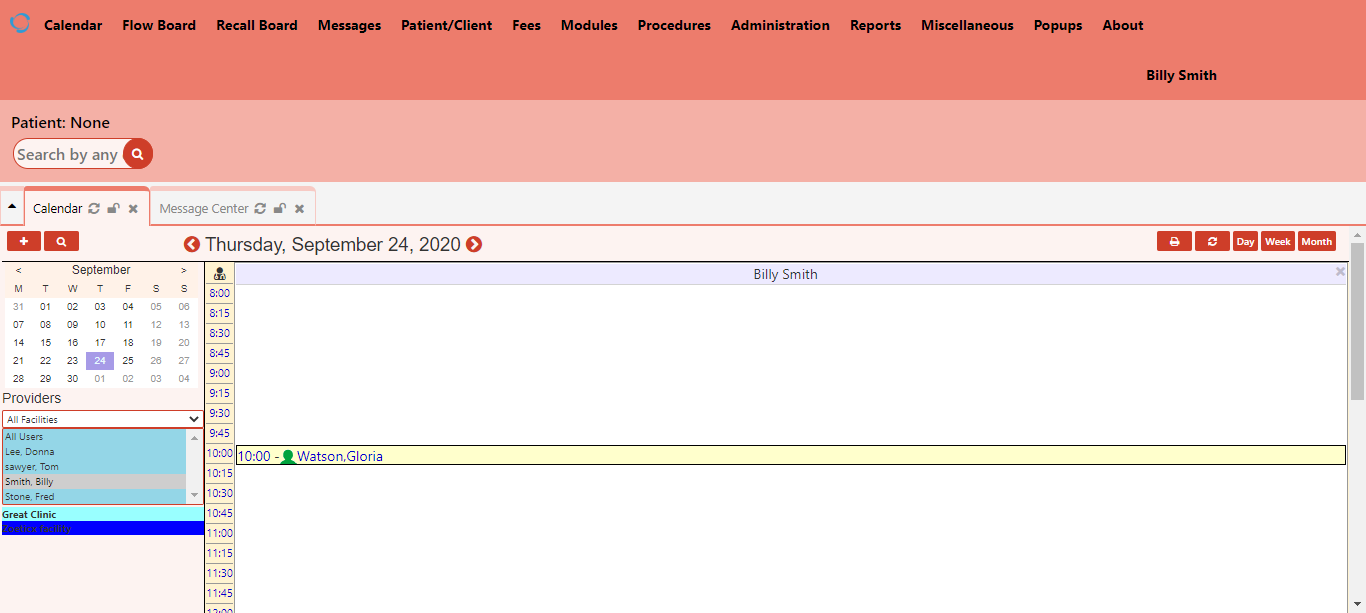 Calendar Flow Board Recall Board Messages Patient/Client Fees Modules Procedures Administration Reports Miscellaneous Popups About
Billy Smith
Patient: None
Search by any
Calendar Message Center
Thursday, September 24, 2020 Day Week Month
< September >
M T W T F S S
31 01 02 03 04 05 06
07 08 09 10 11 12 13
14 15 16 17 18 19 20
21 22 23 24 25 26 27
28 29 30 01 02 03 04
Providers
All Facilities
All Users
Lee, Donna
sawyer, Tom
Smith, Billy
Stone, Fred
Great Clinic
Zoeticx facility
Billy Smith
8:00
8:15
8:30
8:45
9:00
9:15
9:30
9:45
10:00 10:00 - Watson,Gloria
10:15
10:30
10:45
11:00
11:15
11:30
11:45
12:00